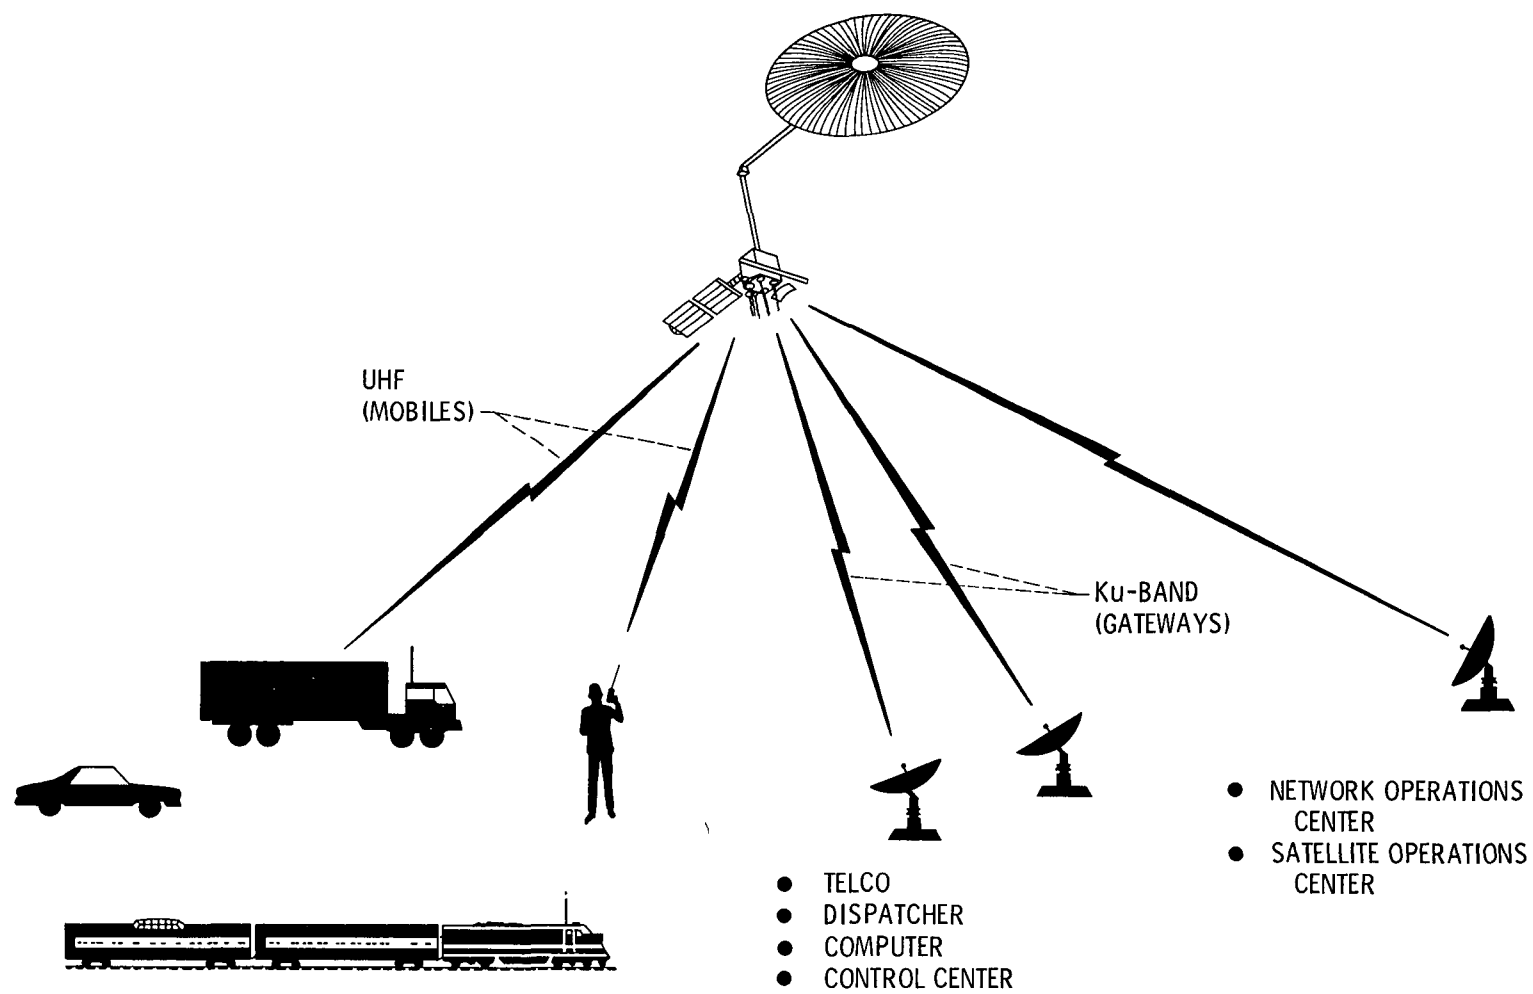 UHF
(MOBILES)
Ku-BAND
(GATEWAYS)
● NETWORK OPERATIONS
CENTER
● SATELLITE OPERATIONS
CENTER
● TELCO
● DISPATCHER
● COMPUTER
● CONTROL CENTER